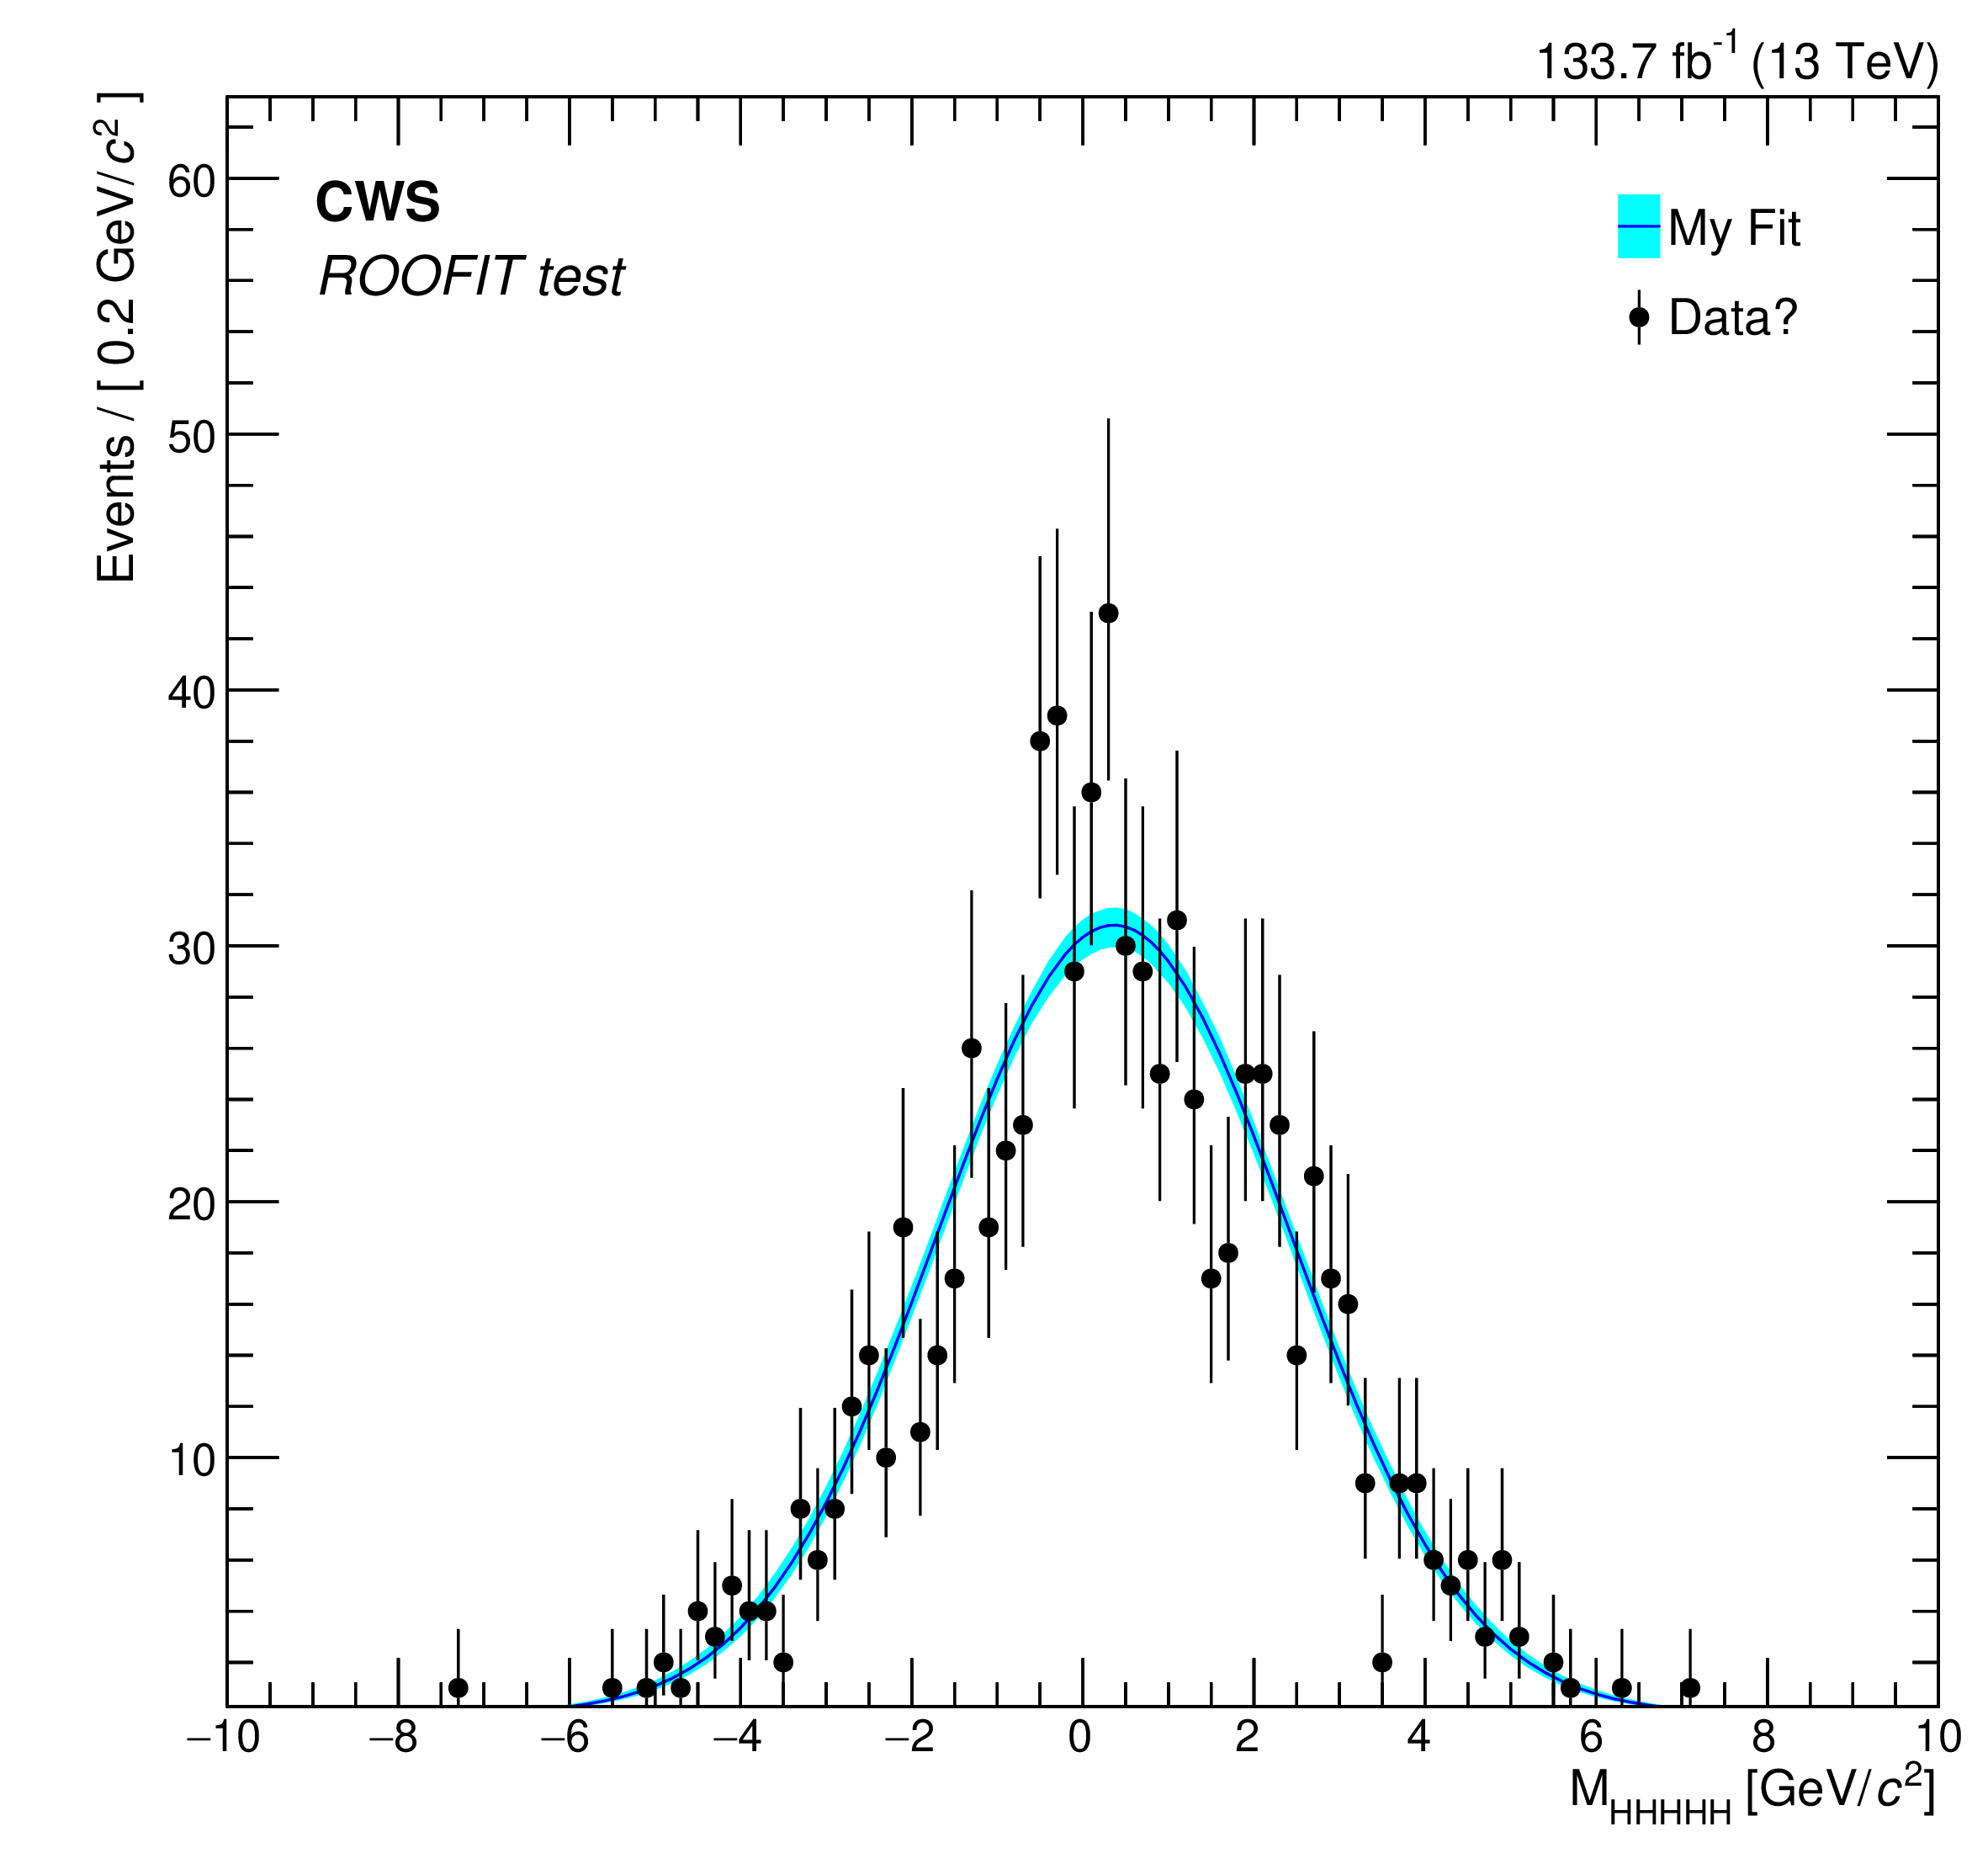 133.7 fb⁻¹ (13 TeV)
Events / [ 0.2 GeV/c² ]
CWS
ROOFIT test
My Fit
Data?
60
50
40
30
20
10
−10 −8 −6 −4 −2 0 2 4 6 8 10
M_HHHHH [GeV/c²]